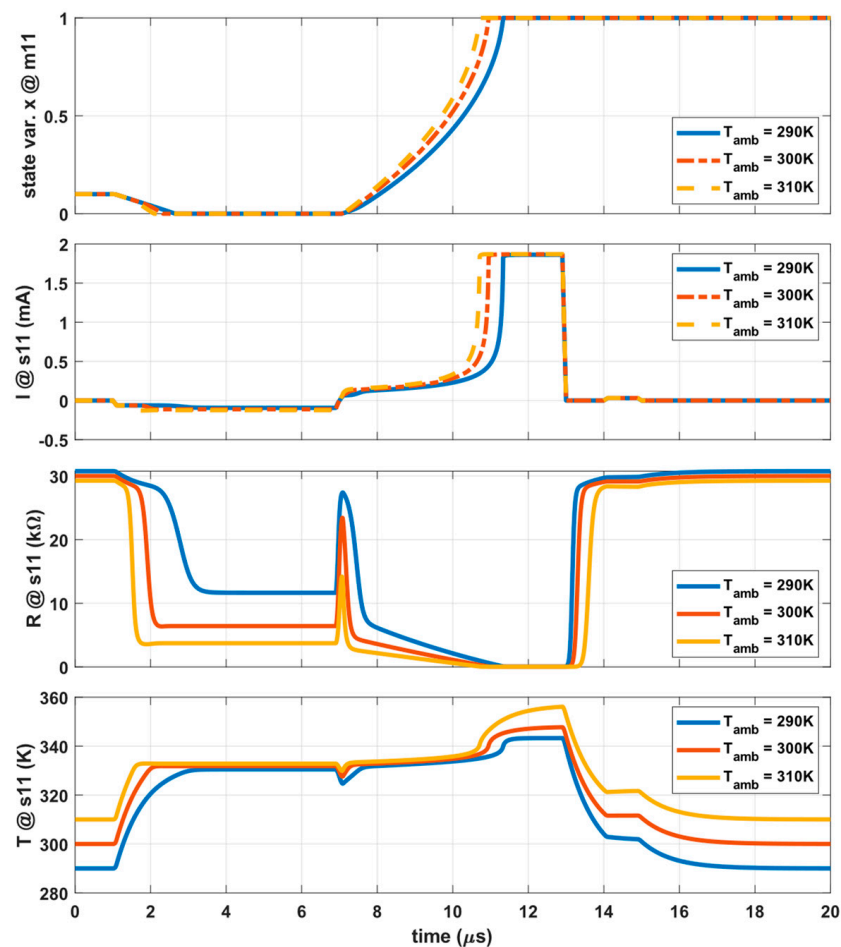 1
0.5
0
state var. x @ m11
T_amb = 290K
T_amb = 300K
T_amb = 310K
2
1.5
1
0.5
0
-0.5
I @ s11 (mA)
T_amb = 290K
T_amb = 300K
T_amb = 310K
30
20
10
0
R @ s11 (kΩ)
T_amb = 290K
T_amb = 300K
T_amb = 310K
360
340
320
300
280
T @ s11 (K)
T_amb = 290K
T_amb = 300K
T_amb = 310K
0 2 4 6 8 10 12 14 16 18 20
time (μs)